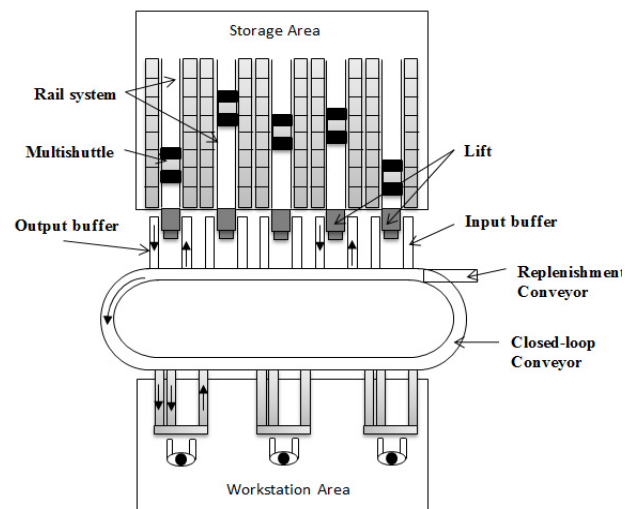 Storage Area
Rail system
Multishuttle
Lift
Output buffer
Input buffer
Replenishment
Conveyor
Closed-loop
Conveyor
Workstation Area